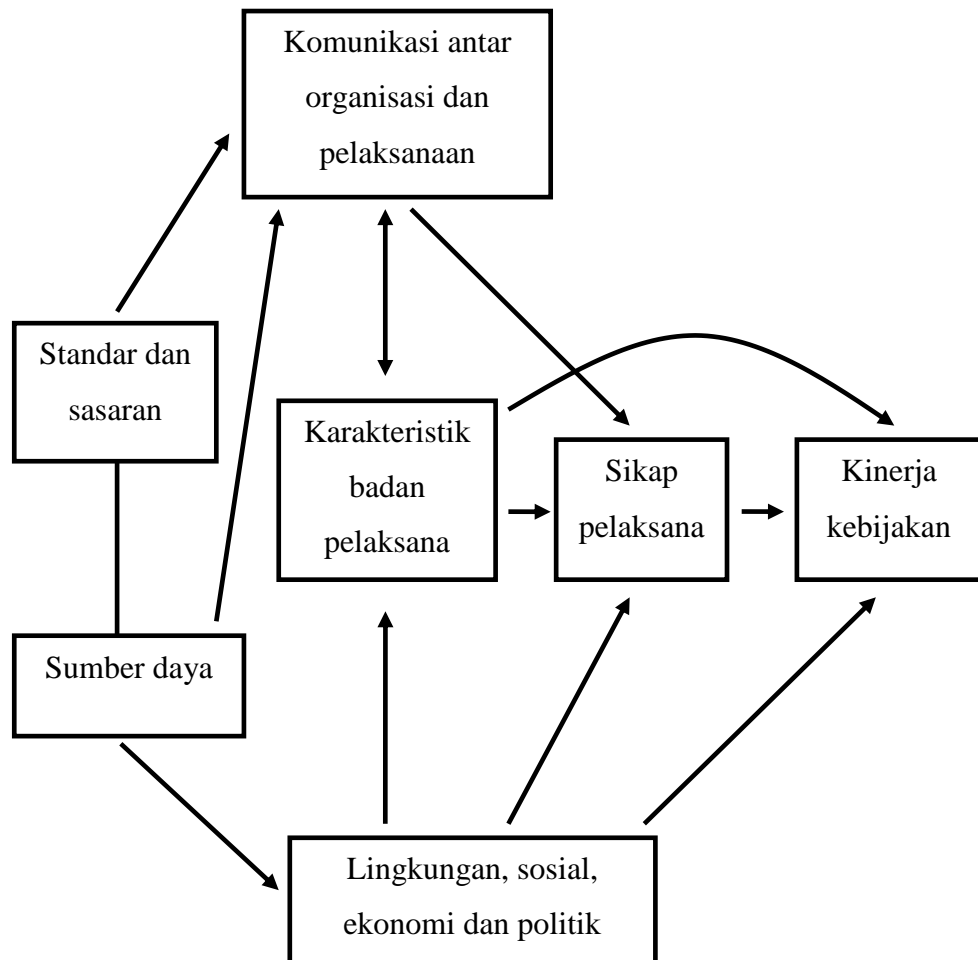 Komunikasi antar
organisasi dan
pelaksanaan
Standar dan
sasaran
Karakteristik
badan
pelaksana
Sikap
pelaksana
Kinerja
kebijakan
Sumber daya
Lingkungan, sosial,
ekonomi dan politik